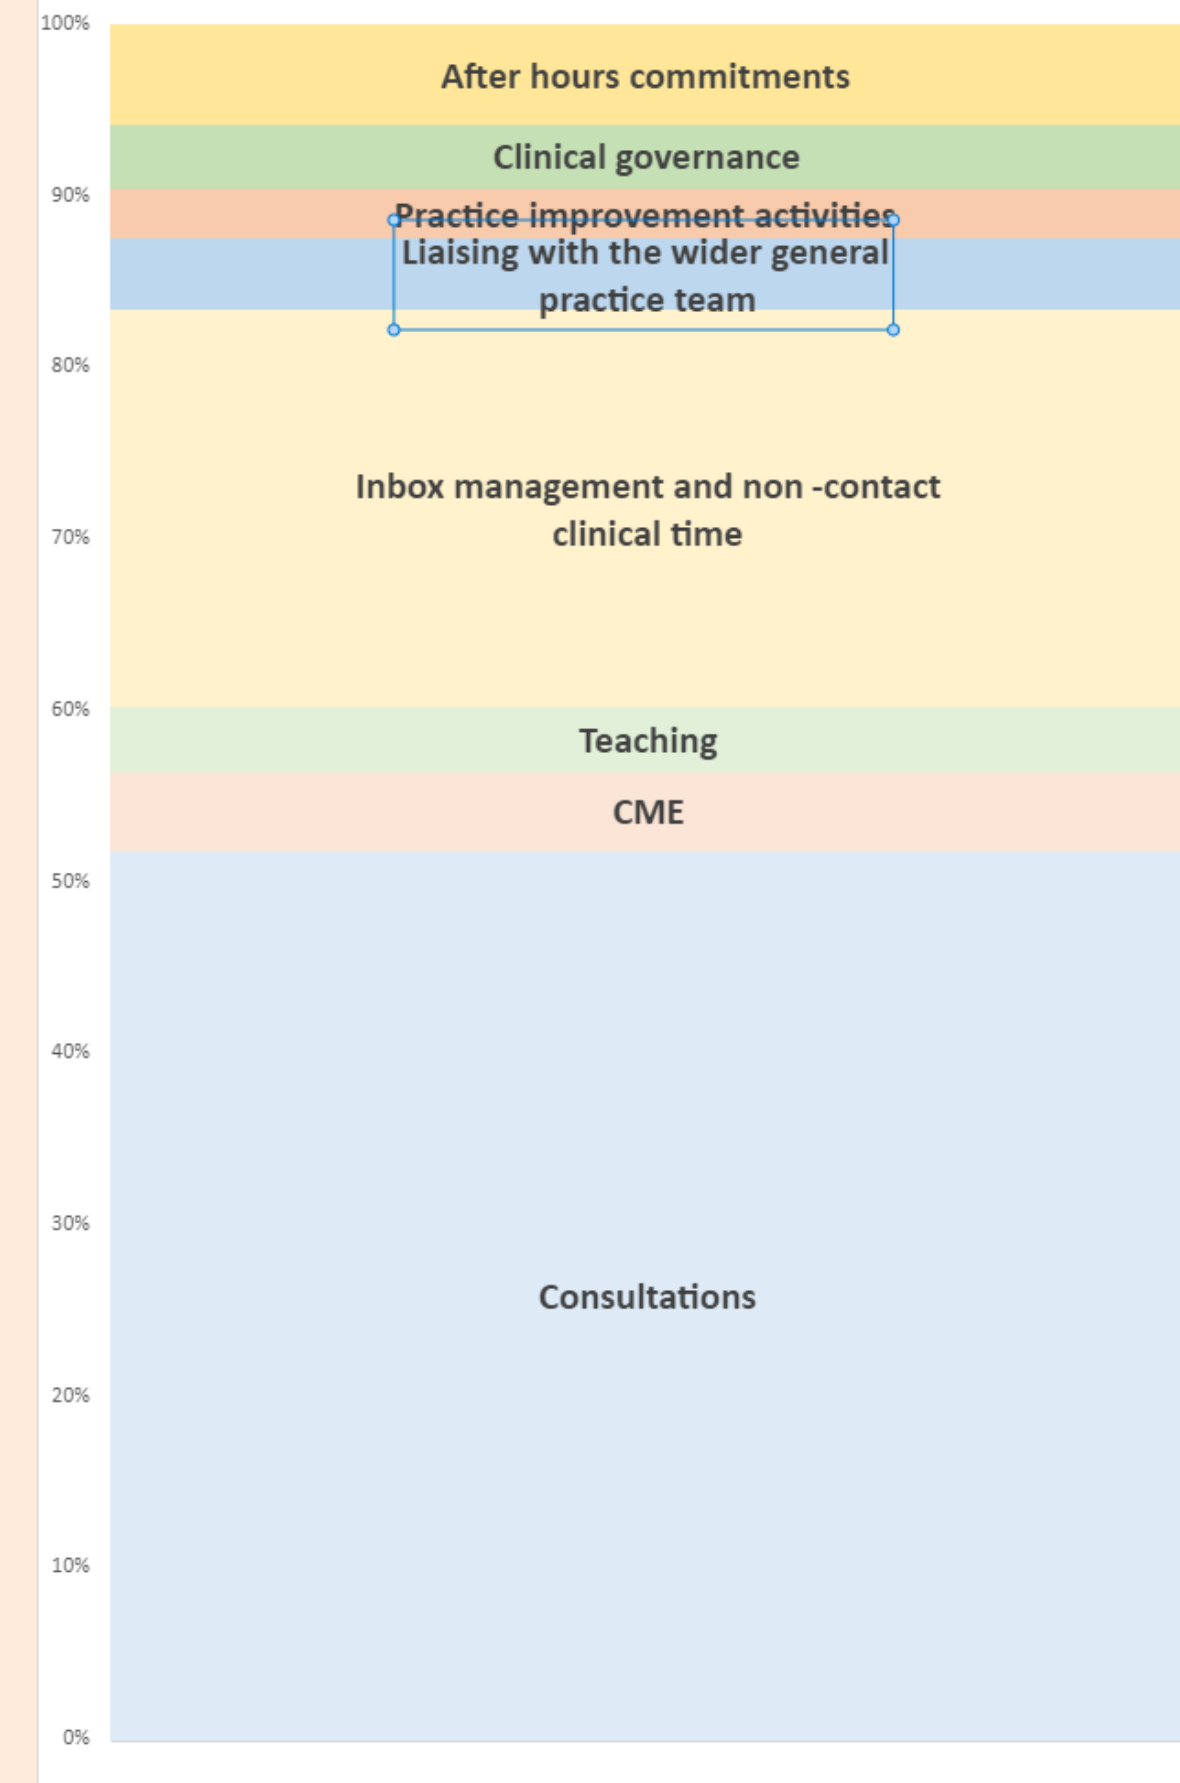 100%
After hours commitments
Clinical governance
90%
Practice improvement activities
Liaising with the wider general
practice team
80%
Inbox management and non -contact
clinical time
70%
60%
Teaching
CME
50%
40%
30%
Consultations
20%
10%
0%